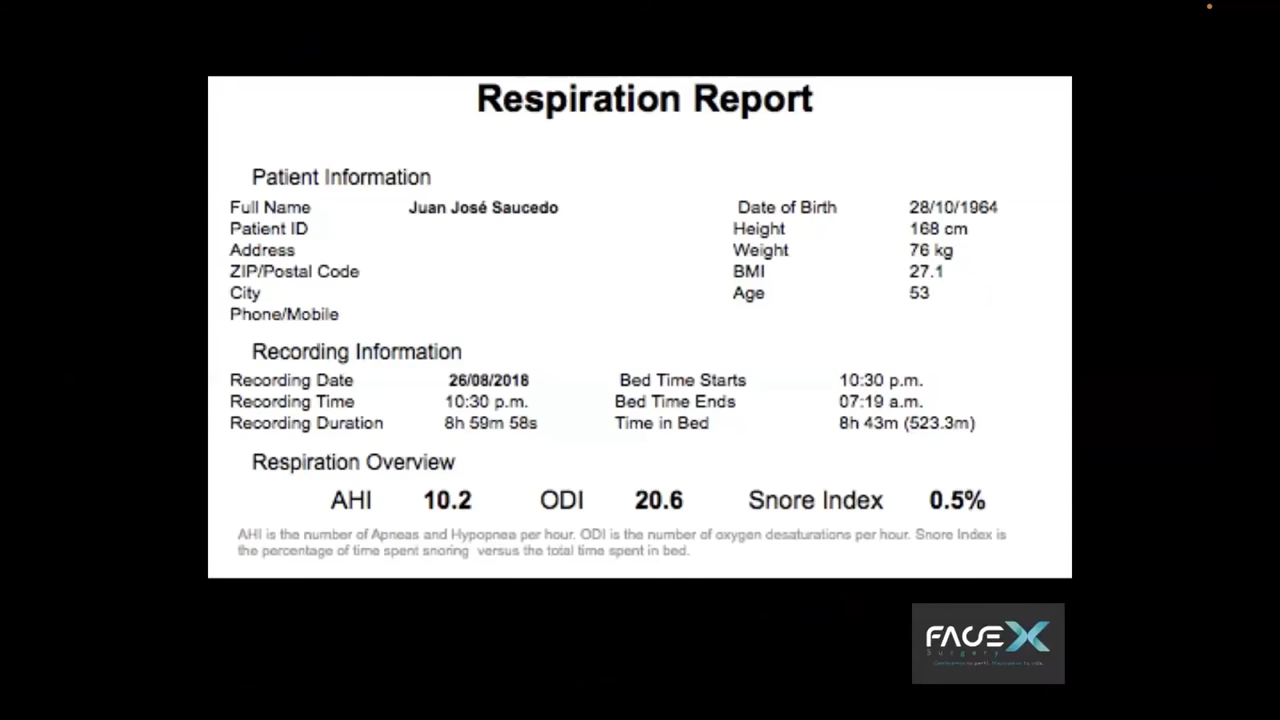 Respiration Report
Patient Information
Full Name Juan José Saucedo Date of Birth 28/10/1964
Patient ID Height 168 cm
Address Weight 76 kg
ZIP/Postal Code BMI 27.1
City Age 53
Phone/Mobile
Recording Information
Recording Date 26/08/2018 Bed Time Starts 10:30 p.m.
Recording Time 10:30 p.m. Bed Time Ends 07:19 a.m.
Recording Duration 8h 59m 58s Time in Bed 8h 43m (523.3m)
Respiration Overview
AHI 10.2 ODI 20.6 Snore Index 0.5%
AHI is the number of Apneas and Hypopnea per hour. ODI is the number of oxygen desaturations per hour. Snore Index is
the percentage of time spent snoring versus the total time spent in bed.
FACE X
Surgery